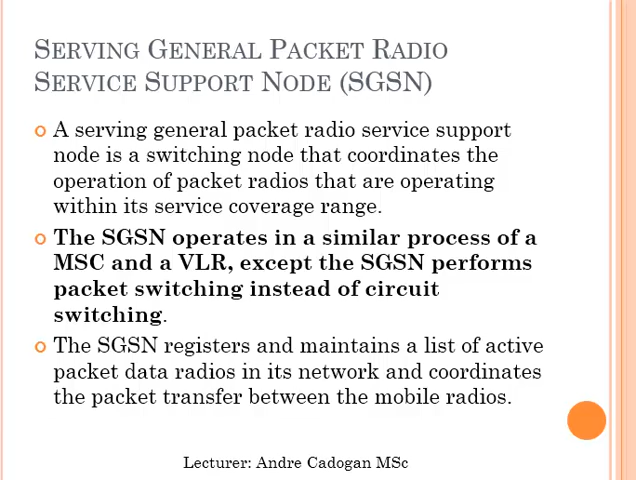 SERVING GENERAL PACKET RADIO
SERVICE SUPPORT NODE (SGSN)
A serving general packet radio service support
node is a switching node that coordinates the
operation of packet radios that are operating
within its service coverage range.
The SGSN operates in a similar process of a
MSC and a VLR, except the SGSN performs
packet switching instead of circuit
switching.
The SGSN registers and maintains a list of active
packet data radios in its network and coordinates
the packet transfer between the mobile radios.
Lecturer: Andre Cadogan MSc